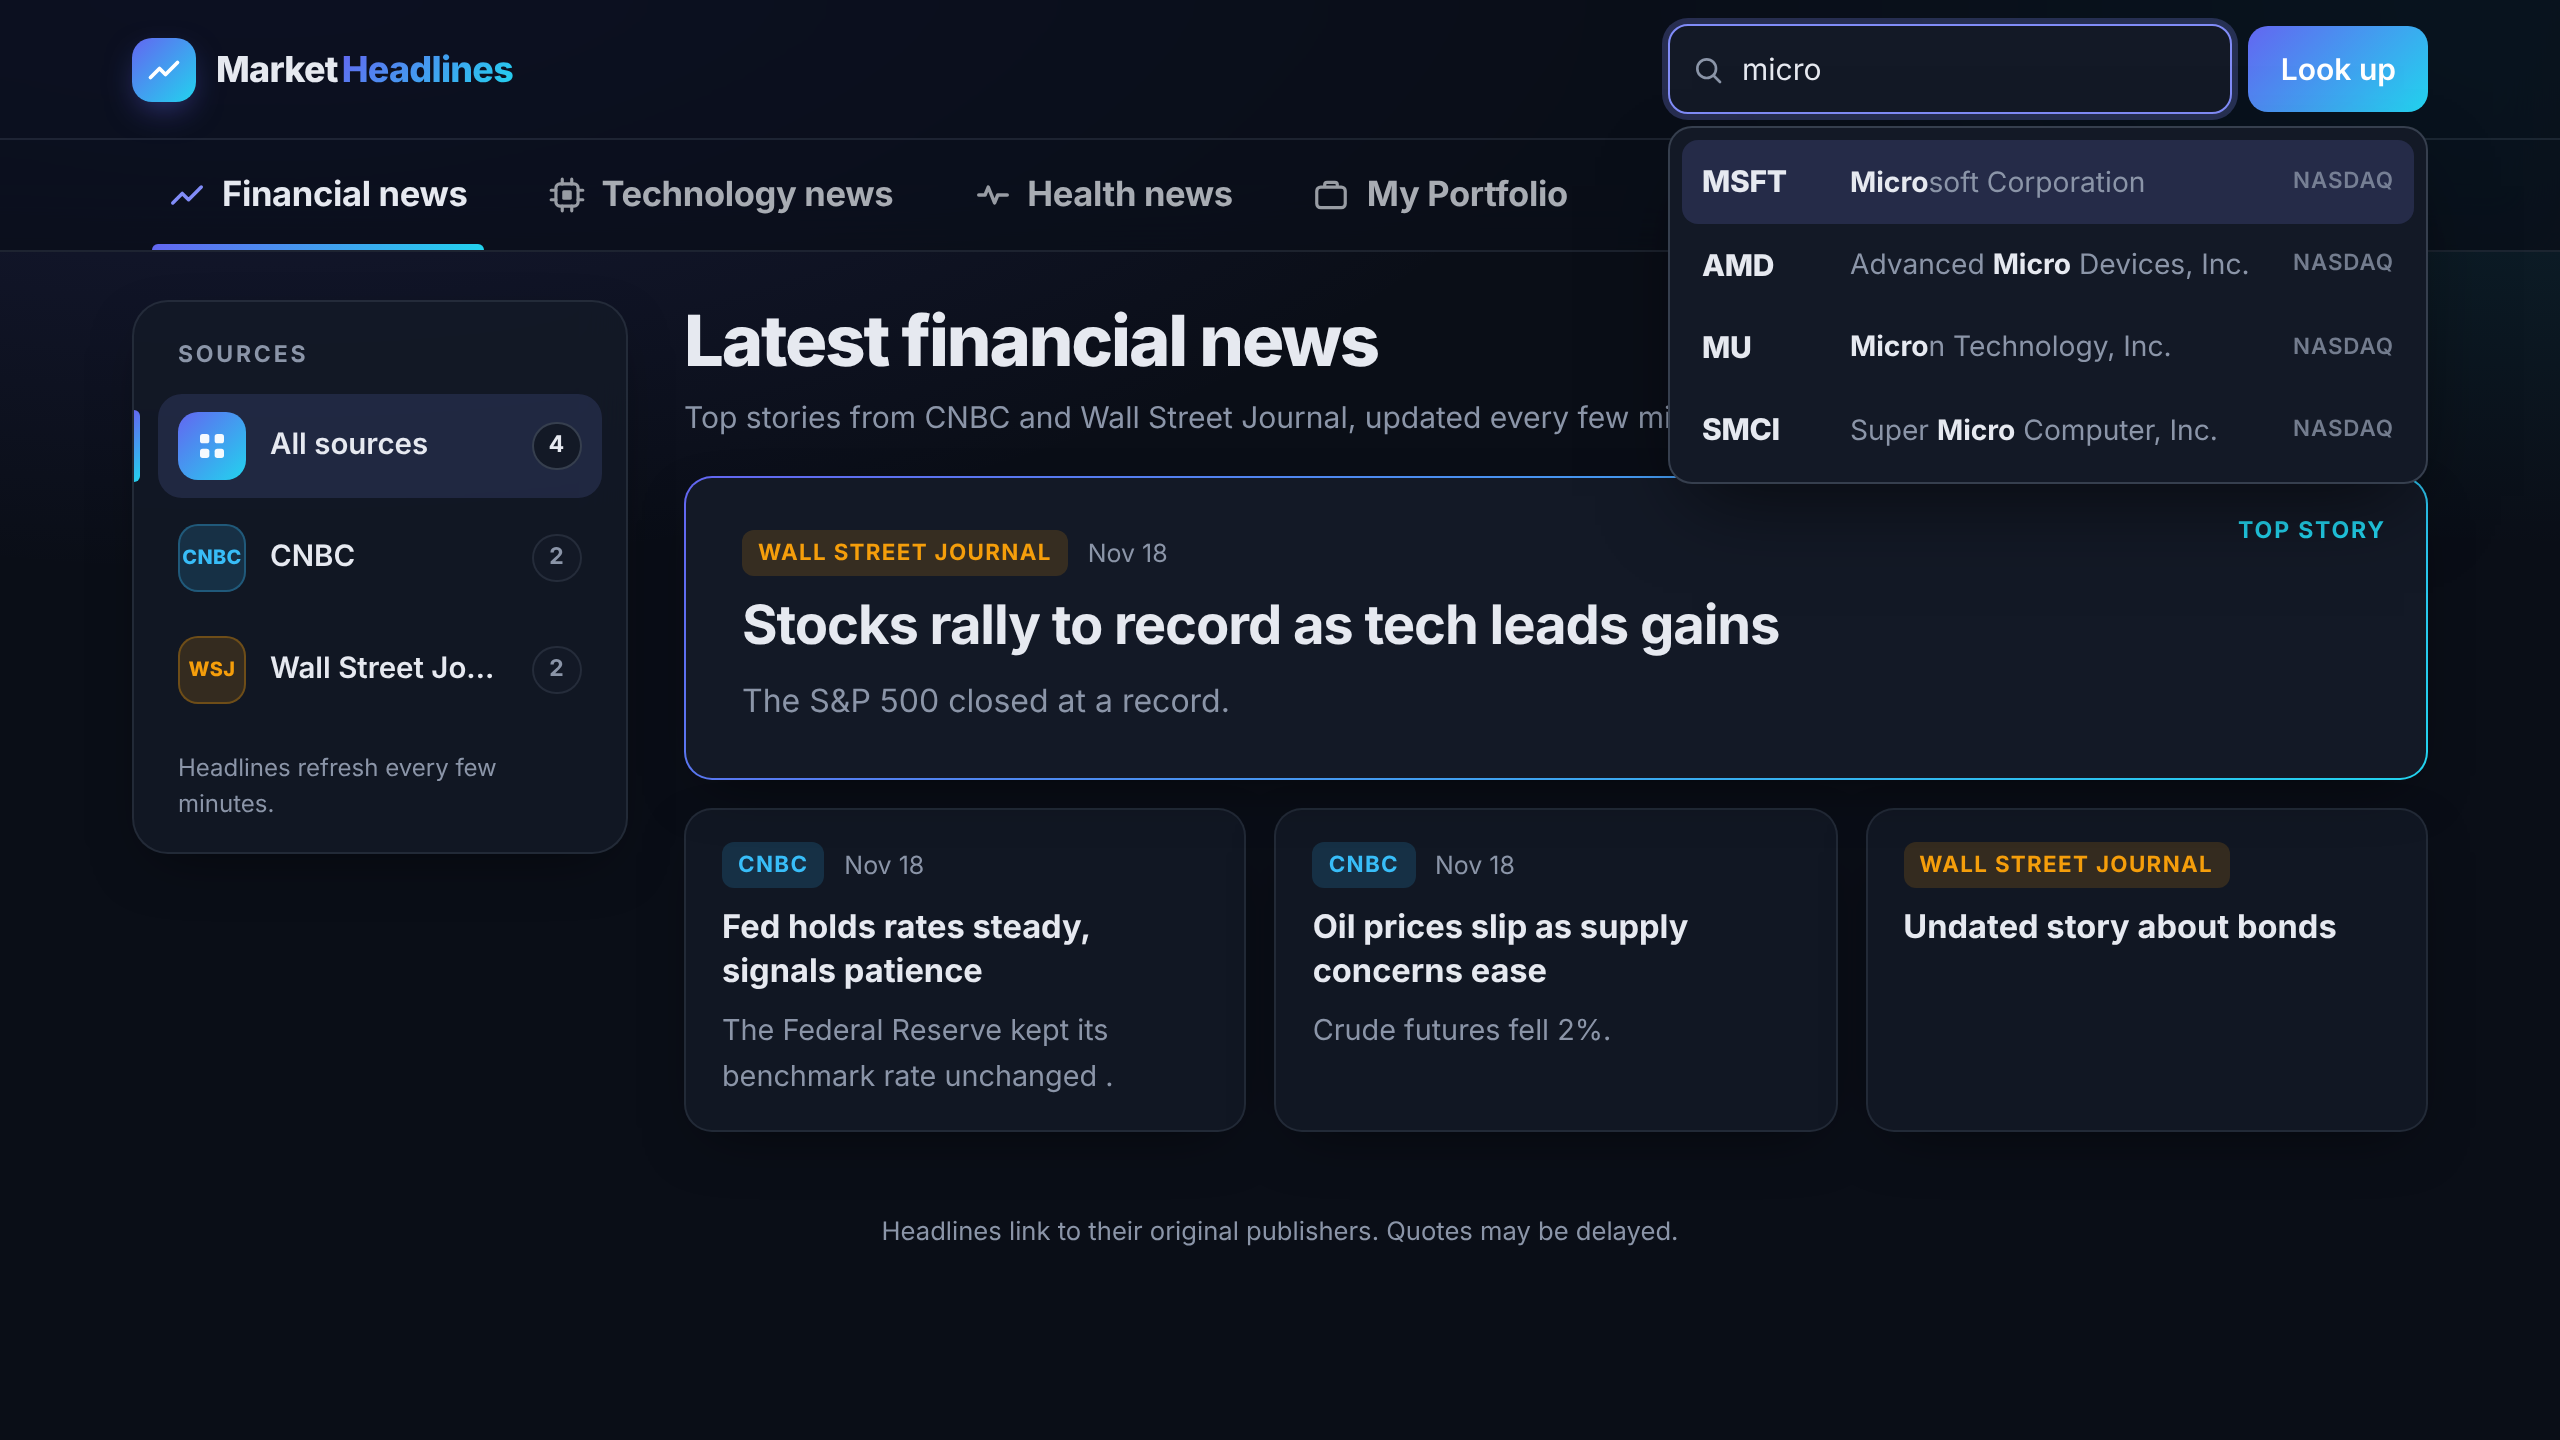 MarketHeadlines
micro
Look up
Financial news
Technology news
Health news
My Portfolio
MSFT Microsoft Corporation NASDAQ
AMD Advanced Micro Devices, Inc. NASDAQ
MU Micron Technology, Inc. NASDAQ
SMCI Super Micro Computer, Inc. NASDAQ
SOURCES
All sources 4
CNBC CNBC 2
WSJ Wall Street Jo... 2
Headlines refresh every few
minutes.
Latest financial news
Top stories from CNBC and Wall Street Journal, updated every few
TOP STORY
WALL STREET JOURNAL Nov 18
Stocks rally to record as tech leads gains
The S&P 500 closed at a record.
CNBC Nov 18
Fed holds rates steady,
signals patience
The Federal Reserve kept its
benchmark rate unchanged .
CNBC Nov 18
Oil prices slip as supply
concerns ease
Crude futures fell 2%.
WALL STREET JOURNAL
Undated story about bonds
Headlines link to their original publishers. Quotes may be delayed.